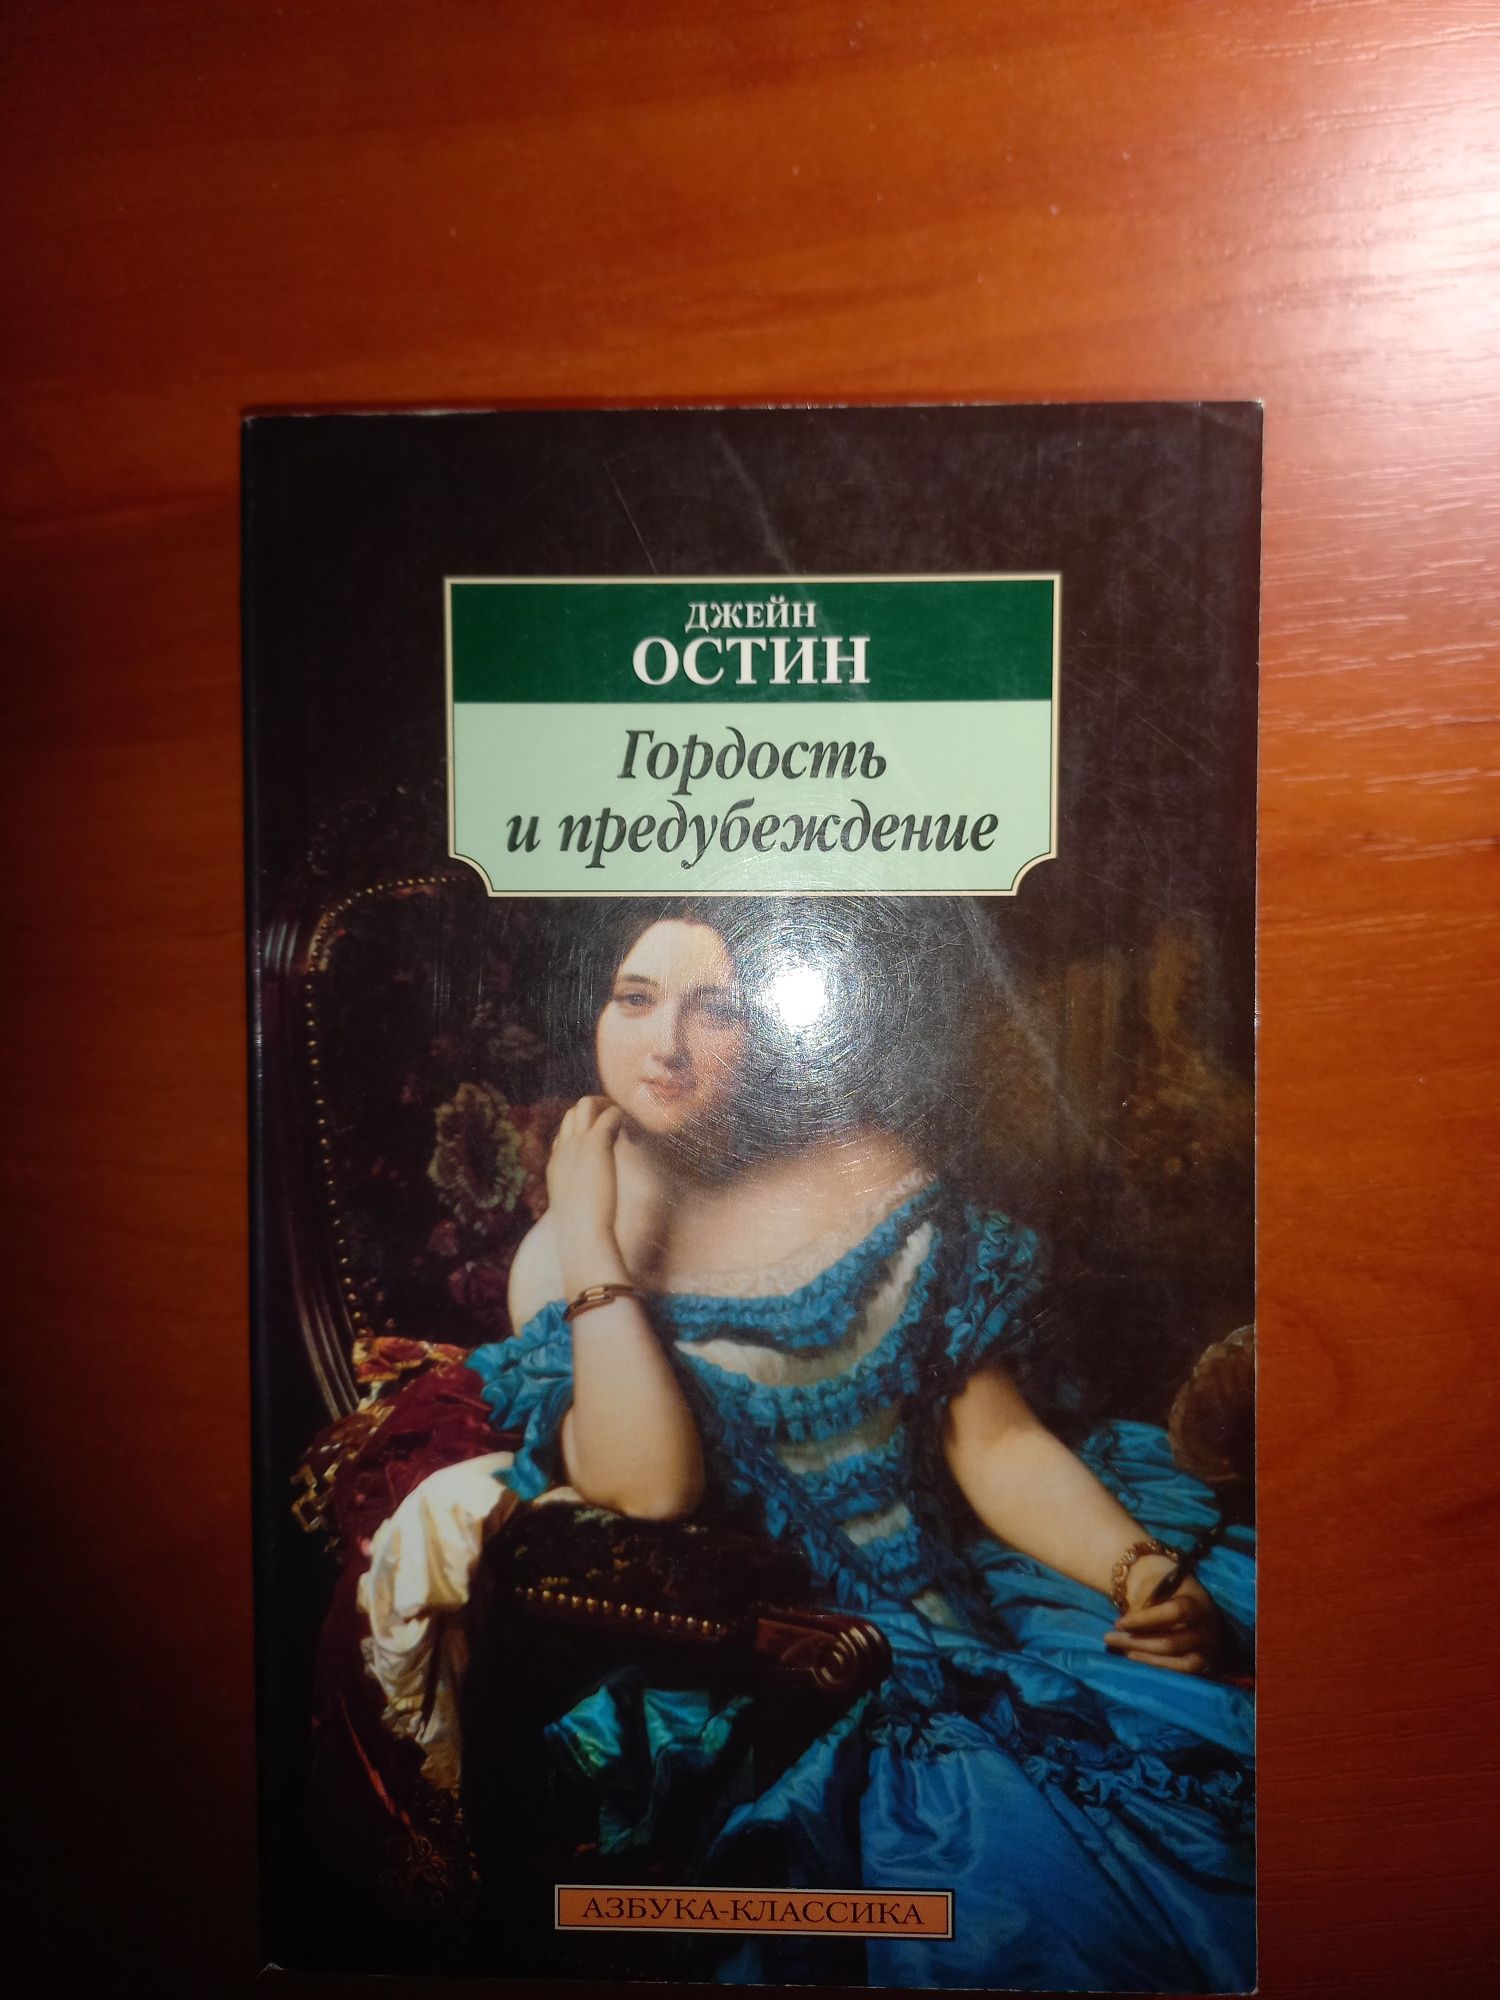 ДЖЕЙН
ОСТИН
Гордость
и предубеждение
АЗБУКА-КЛАССИКА